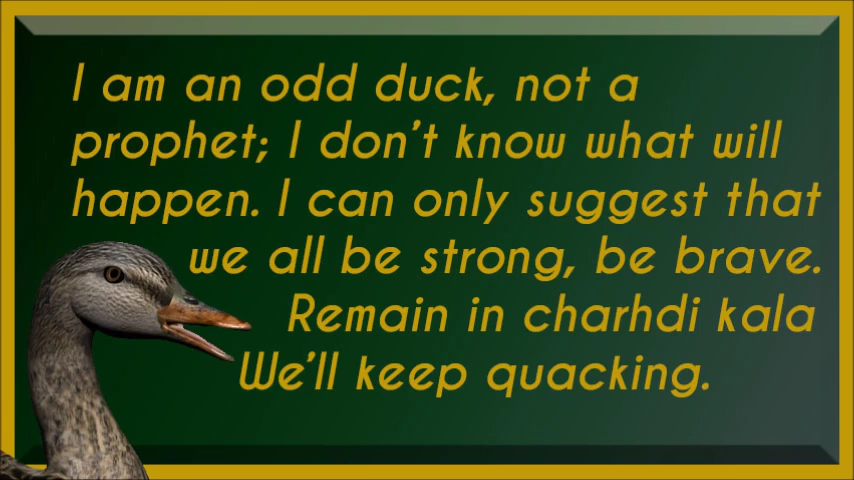 I am an odd duck, not a
prophet; I don't know what will
happen. I can only suggest that
we all be strong, be brave.
Remain in charhdi kala
We'll keep quacking.